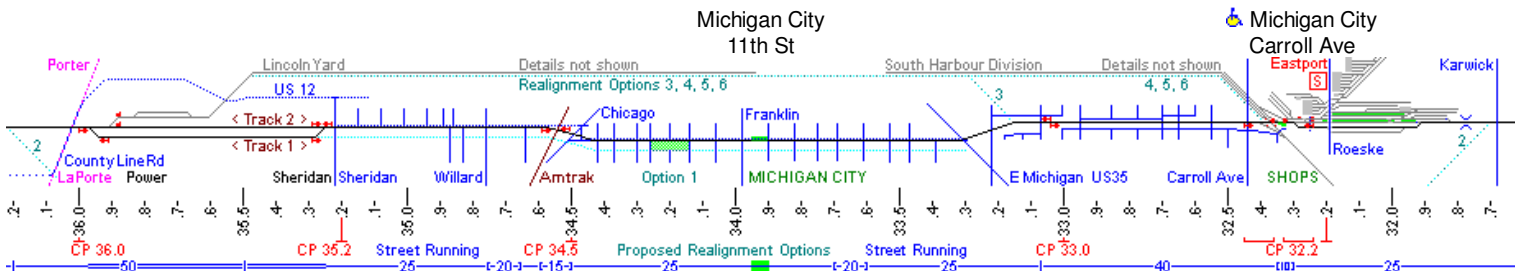 Michigan City
11th St
Michigan City
Carroll Ave
Porter
Lincoln Yard
Details not shown
South Harbour Division
Details not shown
Eastport
Karwick
US 12
Realignment Options 3, 4, 5, 6
4, 5, 6
S
< Track 2 >
Chicago
Franklin
3
2
< Track 1 >
2
County Line Rd
Roeske
LaPorte
Power
Sheridan
Sheridan
Willard
Amtrak
Option 1
MICHIGAN CITY
E Michigan
US35
Carroll Ave
SHOPS
.2- .1- 36.0 .8- .7- 35.5 .3- .2- .1- 35.0 .8- .7- .6- 34.5 .3- .2- .1- 34.0 .9- .8- .7- .6- 33.5 .4- .2- .1- 33.0 .9- .8- .7- .6- 32.5 .4- .3- .2- .1- 32.0 .9- .8- .7-
CP 36.0
CP 35.2
Street Running
CP 34.5
Proposed Realignment Options
Street Running
CP 33.0
CP 32.2
50
25
20
15
25
20
25
40
10
25